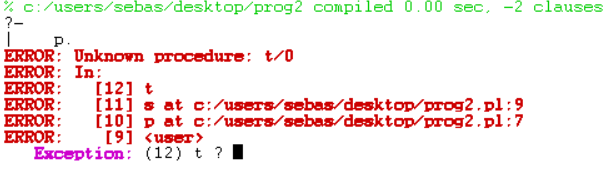 % c:/users/sebas/desktop/prog2 compiled 0.00 sec, -2 clauses
?-
|    p.
ERROR: Unknown procedure: t/0
ERROR: In:
ERROR:   [12] t
ERROR:   [11] s at c:/users/sebas/desktop/prog2.pl:9
ERROR:   [10] p at c:/users/sebas/desktop/prog2.pl:7
ERROR:    [9] <user>
   Exception: (12) t ?